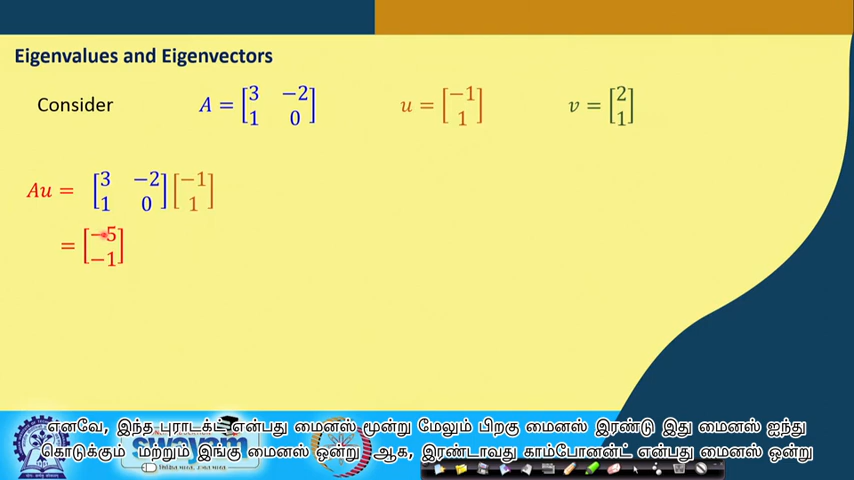 Eigenvalues and Eigenvectors
Consider A = [3 −2; 1 0] u = [−1; 1] v = [2; 1]
Au = [3 −2; 1 0] [−1; 1]
= [−5; −1]
எனவே, இந்த புராடக்ட் என்பது மைனஸ் மூன்று மேலும் பிறகு மைனஸ் இரண்டு இது மைனஸ் ஐந்து
கொடுக்கும் மற்றும் இங்கு மைனஸ் ஒன்று ஆக, இரண்டாவது காம்போனன்ட் என்பது மைனஸ் ஒன்று
swayam